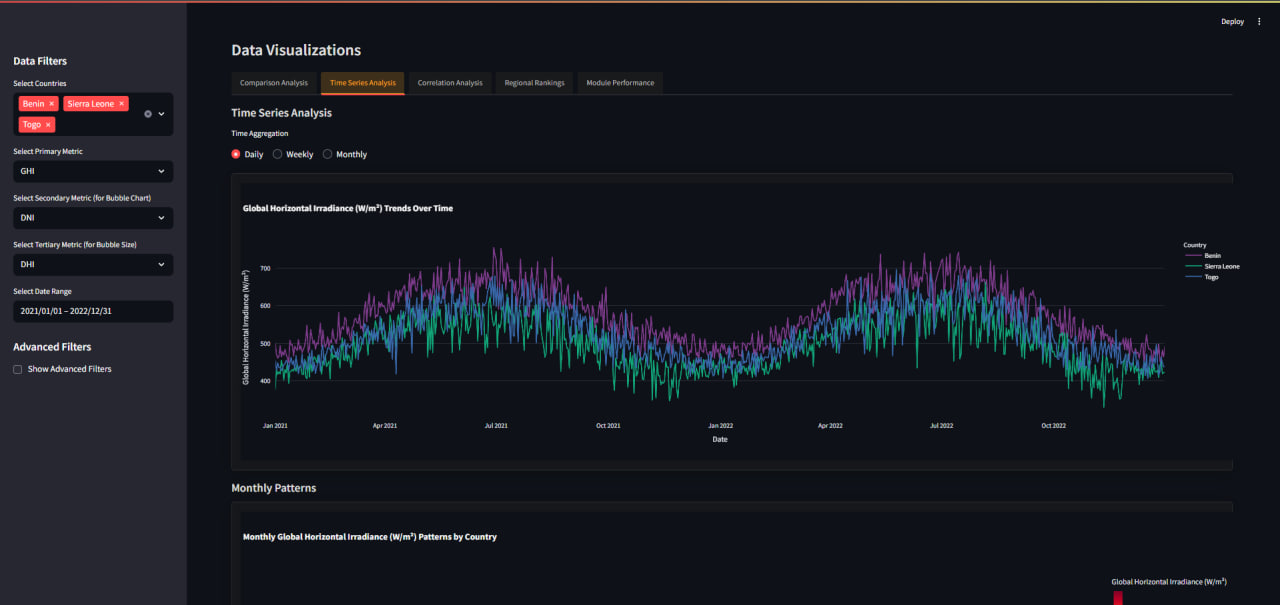 Deploy
Data Filters
Select Countries
Benin ×
Sierra Leone ×
Togo ×
Select Primary Metric
GHI
Select Secondary Metric (for Bubble Chart)
DNI
Select Tertiary Metric (for Bubble Size)
DHI
Select Date Range
2021/01/01 – 2022/12/31
Advanced Filters
Show Advanced Filters
Data Visualizations
Comparison Analysis
Time Series Analysis
Correlation Analysis
Regional Rankings
Module Performance
Time Series Analysis
Time Aggregation
Daily
Weekly
Monthly
Global Horizontal Irradiance (W/m²) Trends Over Time
Global Horizontal Irradiance (W/m²)
700
600
500
400
Jan 2021
Apr 2021
Jul 2021
Oct 2021
Jan 2022
Apr 2022
Jul 2022
Oct 2022
Date
Country
Benin
Sierra Leone
Togo
Monthly Patterns
Monthly Global Horizontal Irradiance (W/m²) Patterns by Country
Global Horizontal Irradiance (W/m²)